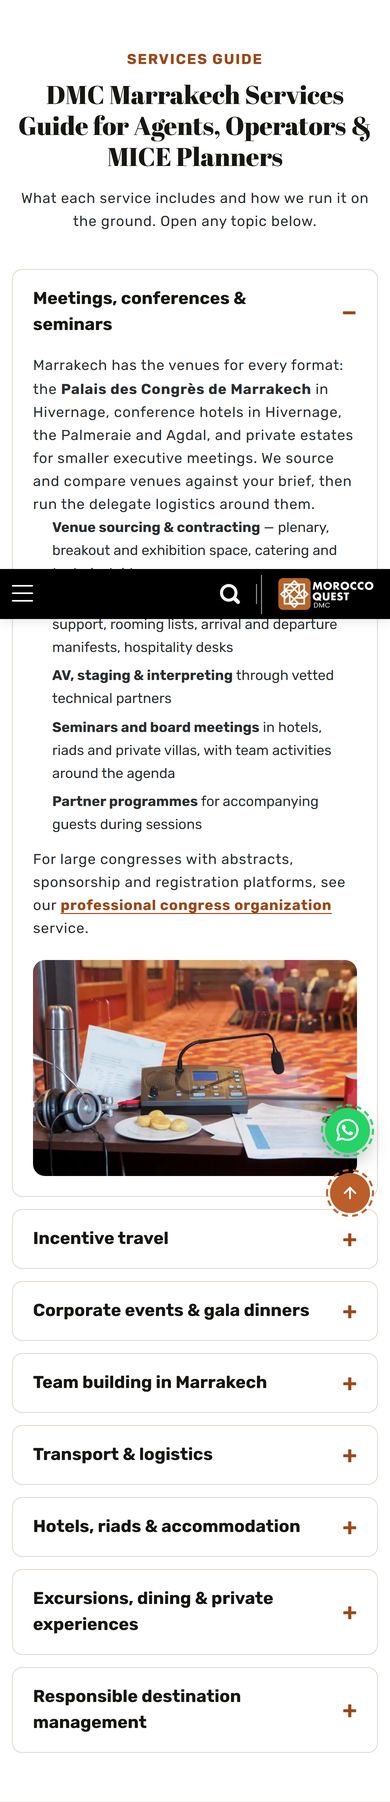 SERVICES GUIDE
DMC Marrakech Services
Guide for Agents, Operators &
MICE Planners
What each service includes and how we run it on
the ground. Open any topic below.
Meetings, conferences &
seminars
Marrakech has the venues for every format:
the Palais des Congrès de Marrakech in
Hivernage, conference hotels in Hivernage,
the Palmeraie and Agdal, and private estates
for smaller executive meetings. We source
and compare venues against your brief, then
run the delegate logistics around them.
Venue sourcing & contracting — plenary,
breakout and exhibition space, catering and
MOROCCO
QUEST
DMC
support, rooming lists, arrival and departure
manifests, hospitality desks
AV, staging & interpreting through vetted
technical partners
Seminars and board meetings in hotels,
riads and private villas, with team activities
around the agenda
Partner programmes for accompanying
guests during sessions
For large congresses with abstracts,
sponsorship and registration platforms, see
our professional congress organization
service.
Incentive travel
Corporate events & gala dinners
Team building in Marrakech
Transport & logistics
Hotels, riads & accommodation
Excursions, dining & private
experiences
Responsible destination
management